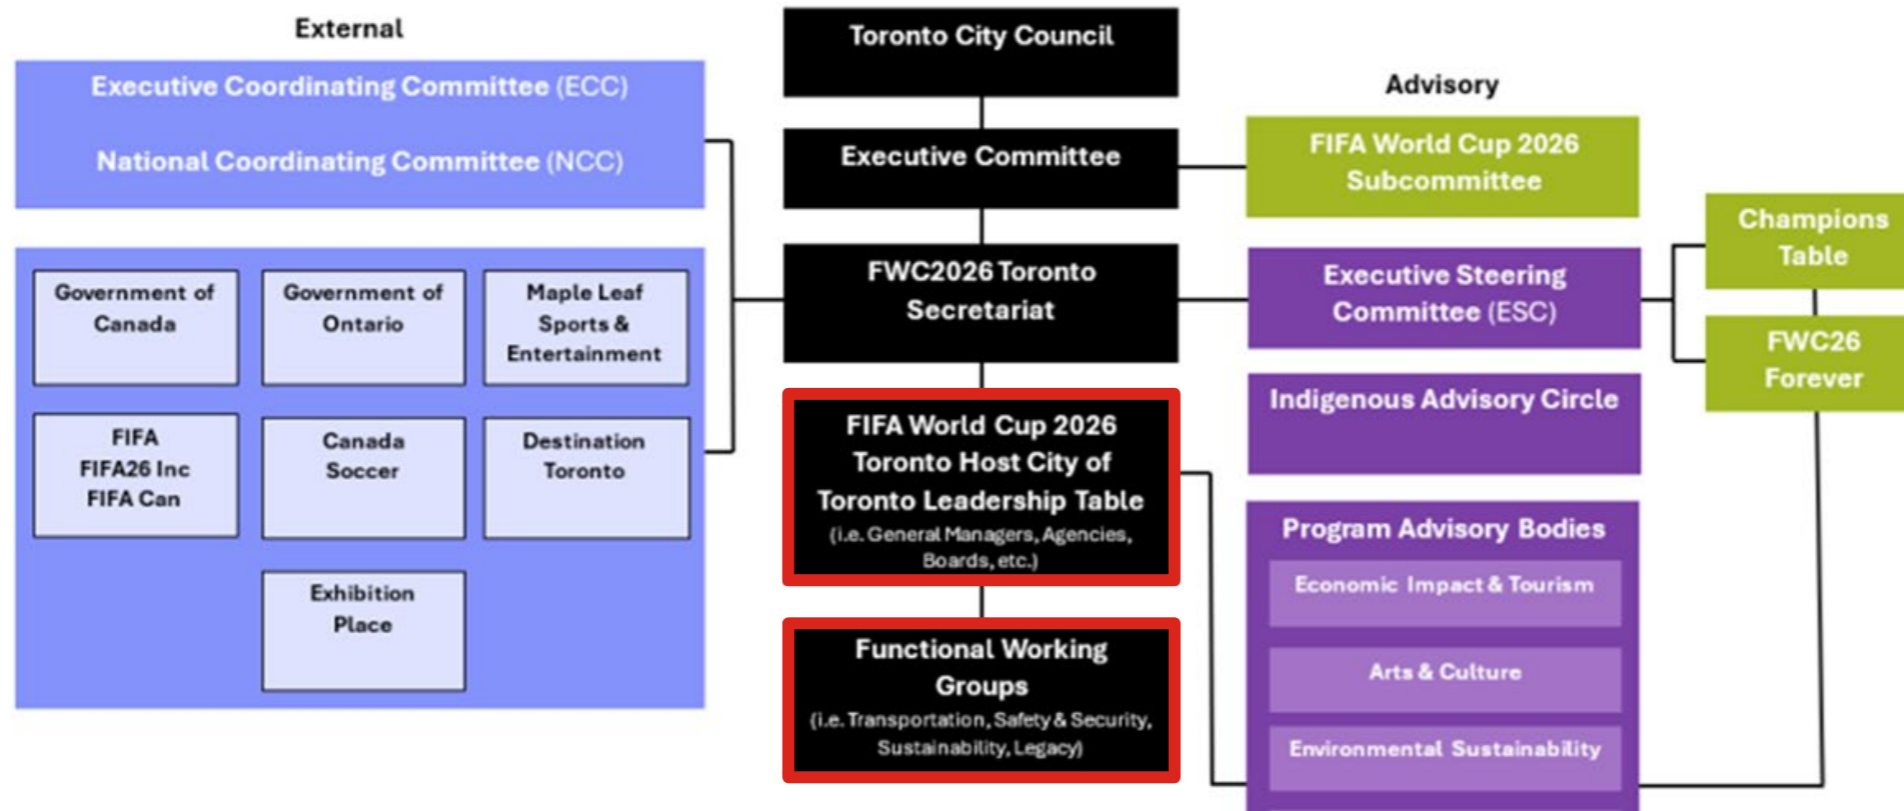 External
Executive Coordinating Committee (ECC)
National Coordinating Committee (NCC)
Government of
Canada
Government of
Ontario
Maple Leaf
Sports &
Entertainment
FIFA
FIFA26 Inc
FIFA Can
Canada
Soccer
Destination
Toronto
Exhibition
Place
Toronto City Council
Executive Committee
FWC2026 Toronto
Secretariat
FIFA World Cup 2026
Toronto Host City of
Toronto Leadership Table
(i.e. General Managers, Agencies,
Boards, etc.)
Functional Working
Groups
(i.e. Transportation, Safety & Security,
Sustainability, Legacy)
Advisory
FIFA World Cup 2026
Subcommittee
Executive Steering
Committee (ESC)
Indigenous Advisory Circle
Program Advisory Bodies
Economic Impact & Tourism
Arts & Culture
Environmental Sustainability
Champions
Table
FWC26
Forever